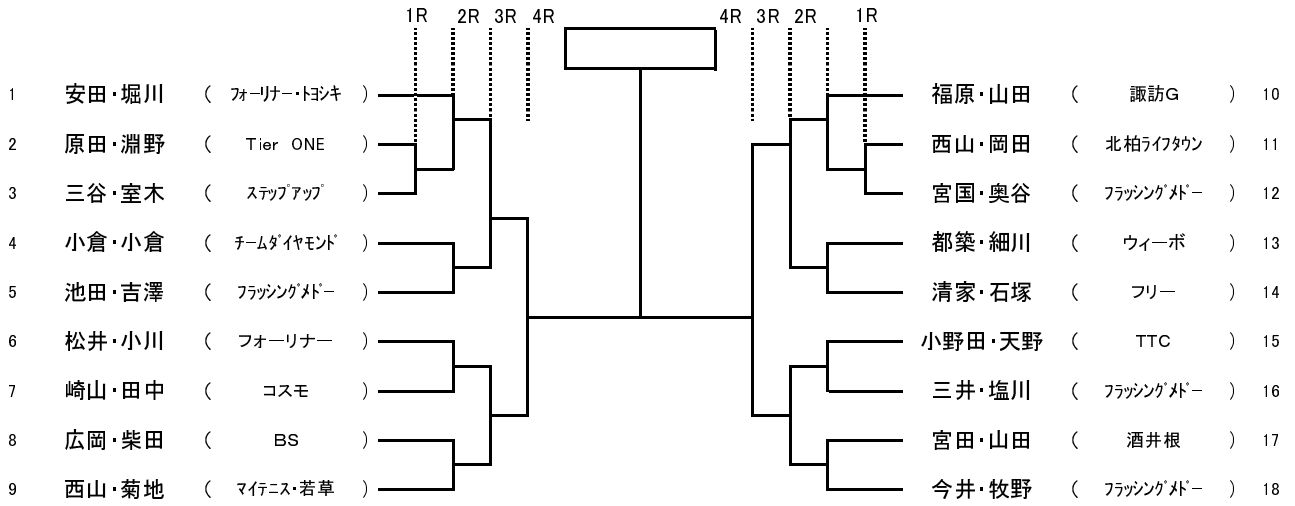 1R 2R 3R 4R 4R 3R 2R 1R
1 安田・堀川 ( フォーリナー・トヨシキ ) 福原・山田 ( 諏訪G ) 10
2 原田・淵野 ( Tier ONE ) 西山・岡田 ( 北柏ライフタウン ) 11
3 三谷・室木 ( ステップアップ ) 宮国・奥谷 ( フラッシングメドー ) 12
4 小倉・小倉 ( チームダイヤモンド ) 都築・細川 ( ウィーボ ) 13
5 池田・吉澤 ( フラッシングメドー ) 清家・石塚 ( フリー ) 14
6 松井・小川 ( フォーリナー ) 小野田・天野 ( TTC ) 15
7 崎山・田中 ( コスモ ) 三井・塩川 ( フラッシングメドー ) 16
8 広岡・柴田 ( BS ) 宮田・山田 ( 酒井根 ) 17
9 西山・菊地 ( マイテニス・若草 ) 今井・牧野 ( フラッシングメドー ) 18